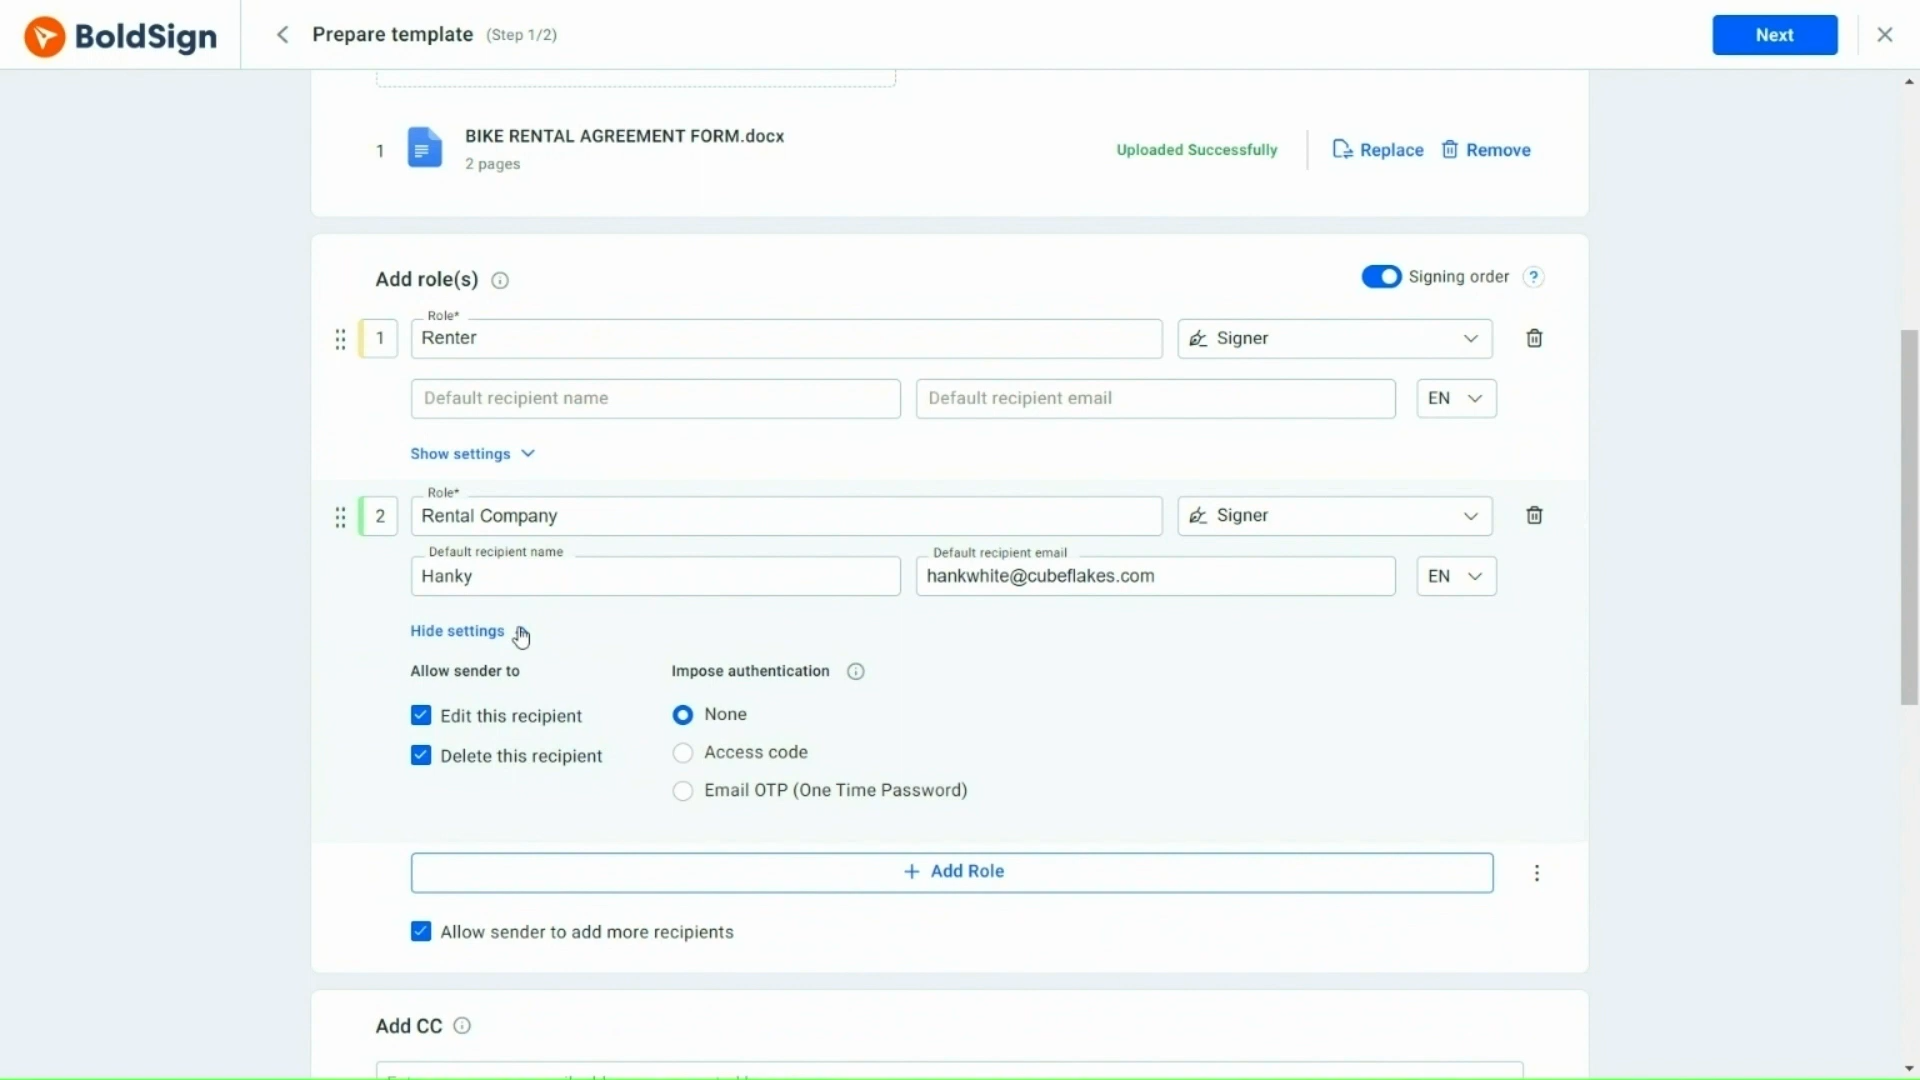 BoldSign
Prepare template (Step 1/2)
Next
1
BIKE RENTAL AGREEMENT FORM.docx
2 pages
Uploaded Successfully
Replace
Remove
Add role(s)
Signing order ?
Role*
1
Renter
Signer
Default recipient name
Default recipient email
EN
Show settings
Role*
2
Rental Company
Signer
Default recipient name
Default recipient email
Hanky
hankwhite@cubeflakes.com
EN
Hide settings
Allow sender to
Impose authentication
Edit this recipient
None
Delete this recipient
Access code
Email OTP (One Time Password)
+ Add Role
Allow sender to add more recipients
Add CC